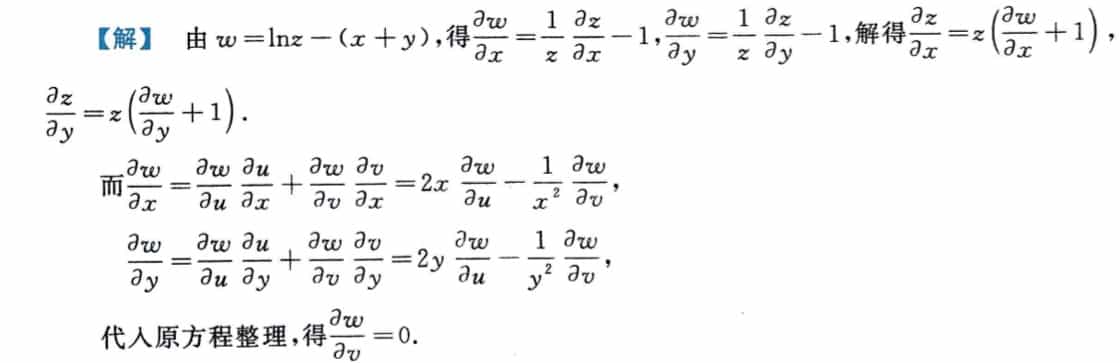 【解】 由 w=lnz-(x+y),得∂w/∂x=1/z ∂z/∂x-1,∂w/∂y=1/z ∂z/∂y-1,解得∂z/∂x=z(∂w/∂x+1),
∂z/∂y=z(∂w/∂y+1).
而∂w/∂x=∂w/∂u ∂u/∂x+∂w/∂v ∂v/∂x=2x ∂w/∂u-1/x² ∂w/∂v,
∂w/∂y=∂w/∂u ∂u/∂y+∂w/∂v ∂v/∂y=2y ∂w/∂u-1/y² ∂w/∂v,
代入原方程整理,得∂w/∂v=0.